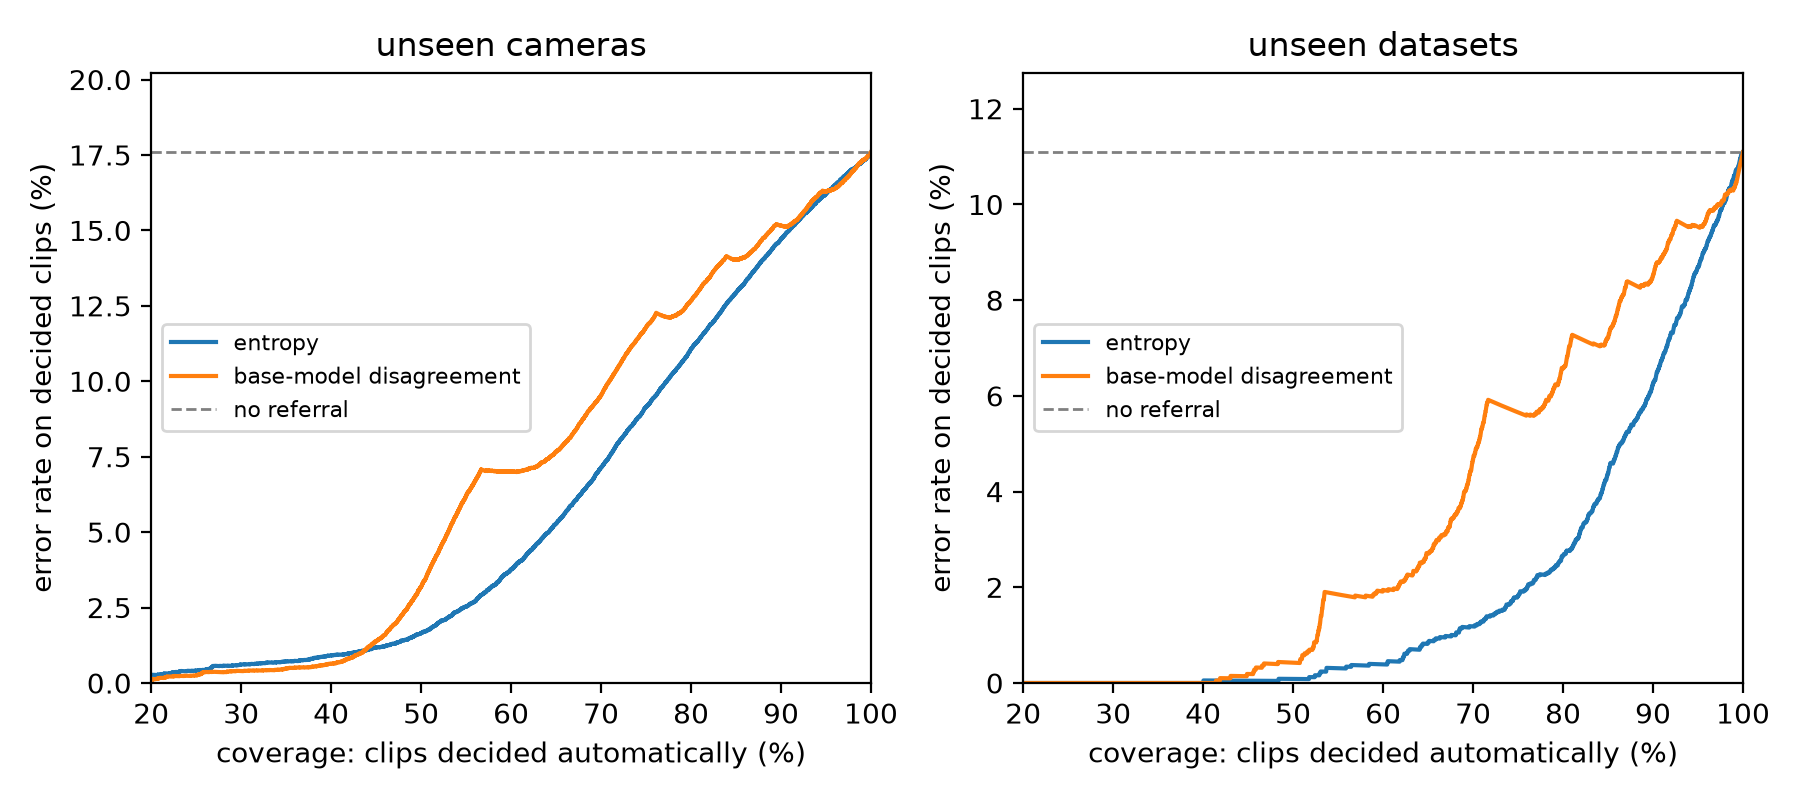 unseen cameras
error rate on decided clips (%)
20.0
17.5
15.0
12.5
10.0
7.5
5.0
2.5
0.0
entropy
base-model disagreement
no referral
20 30 40 50 60 70 80 90 100
coverage: clips decided automatically (%)
unseen datasets
error rate on decided clips (%)
12
10
8
6
4
2
0
entropy
base-model disagreement
no referral
20 30 40 50 60 70 80 90 100
coverage: clips decided automatically (%)